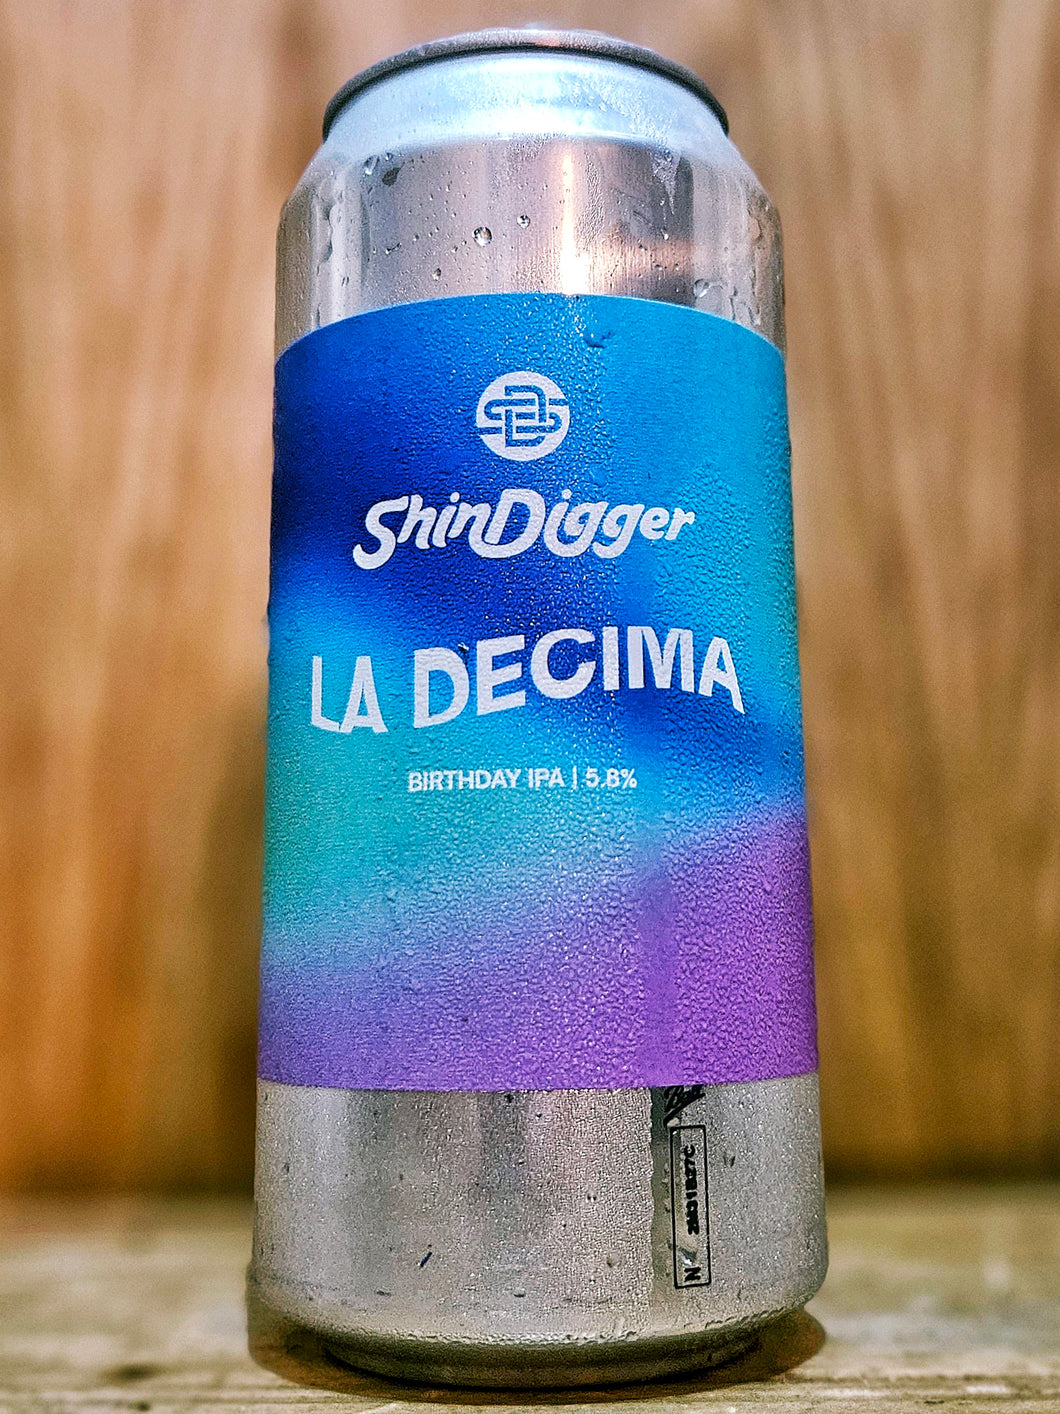 ShinDigger
LA DECIMA
BIRTHDAY IPA | 5.8%